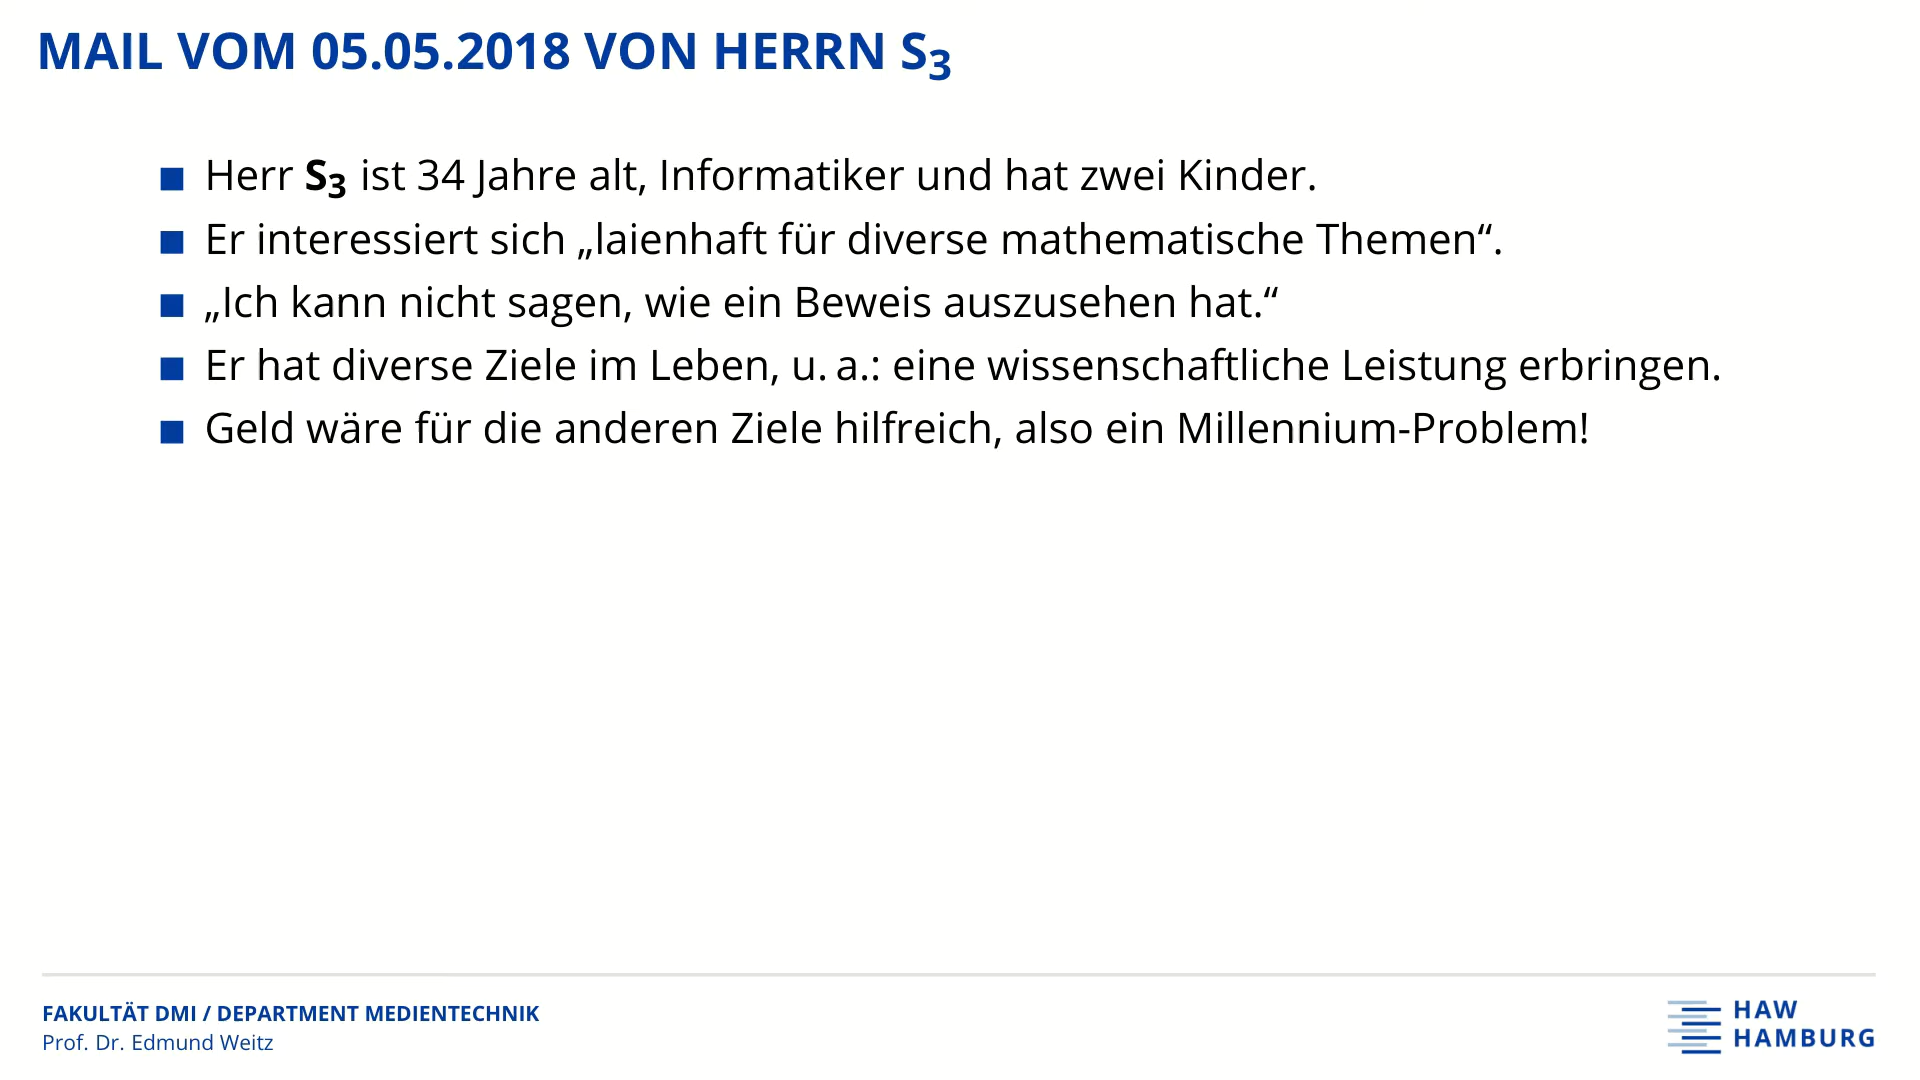 MAIL VOM 05.05.2018 VON HERRN S₃
■ Herr S₃ ist 34 Jahre alt, Informatiker und hat zwei Kinder.
■ Er interessiert sich „laienhaft für diverse mathematische Themen“.
■ „Ich kann nicht sagen, wie ein Beweis auszusehen hat.“
■ Er hat diverse Ziele im Leben, u. a.: eine wissenschaftliche Leistung erbringen.
■ Geld wäre für die anderen Ziele hilfreich, also ein Millennium-Problem!
FAKULTÄT DMI / DEPARTMENT MEDIENTECHNIK
Prof. Dr. Edmund Weitz
HAW
HAMBURG